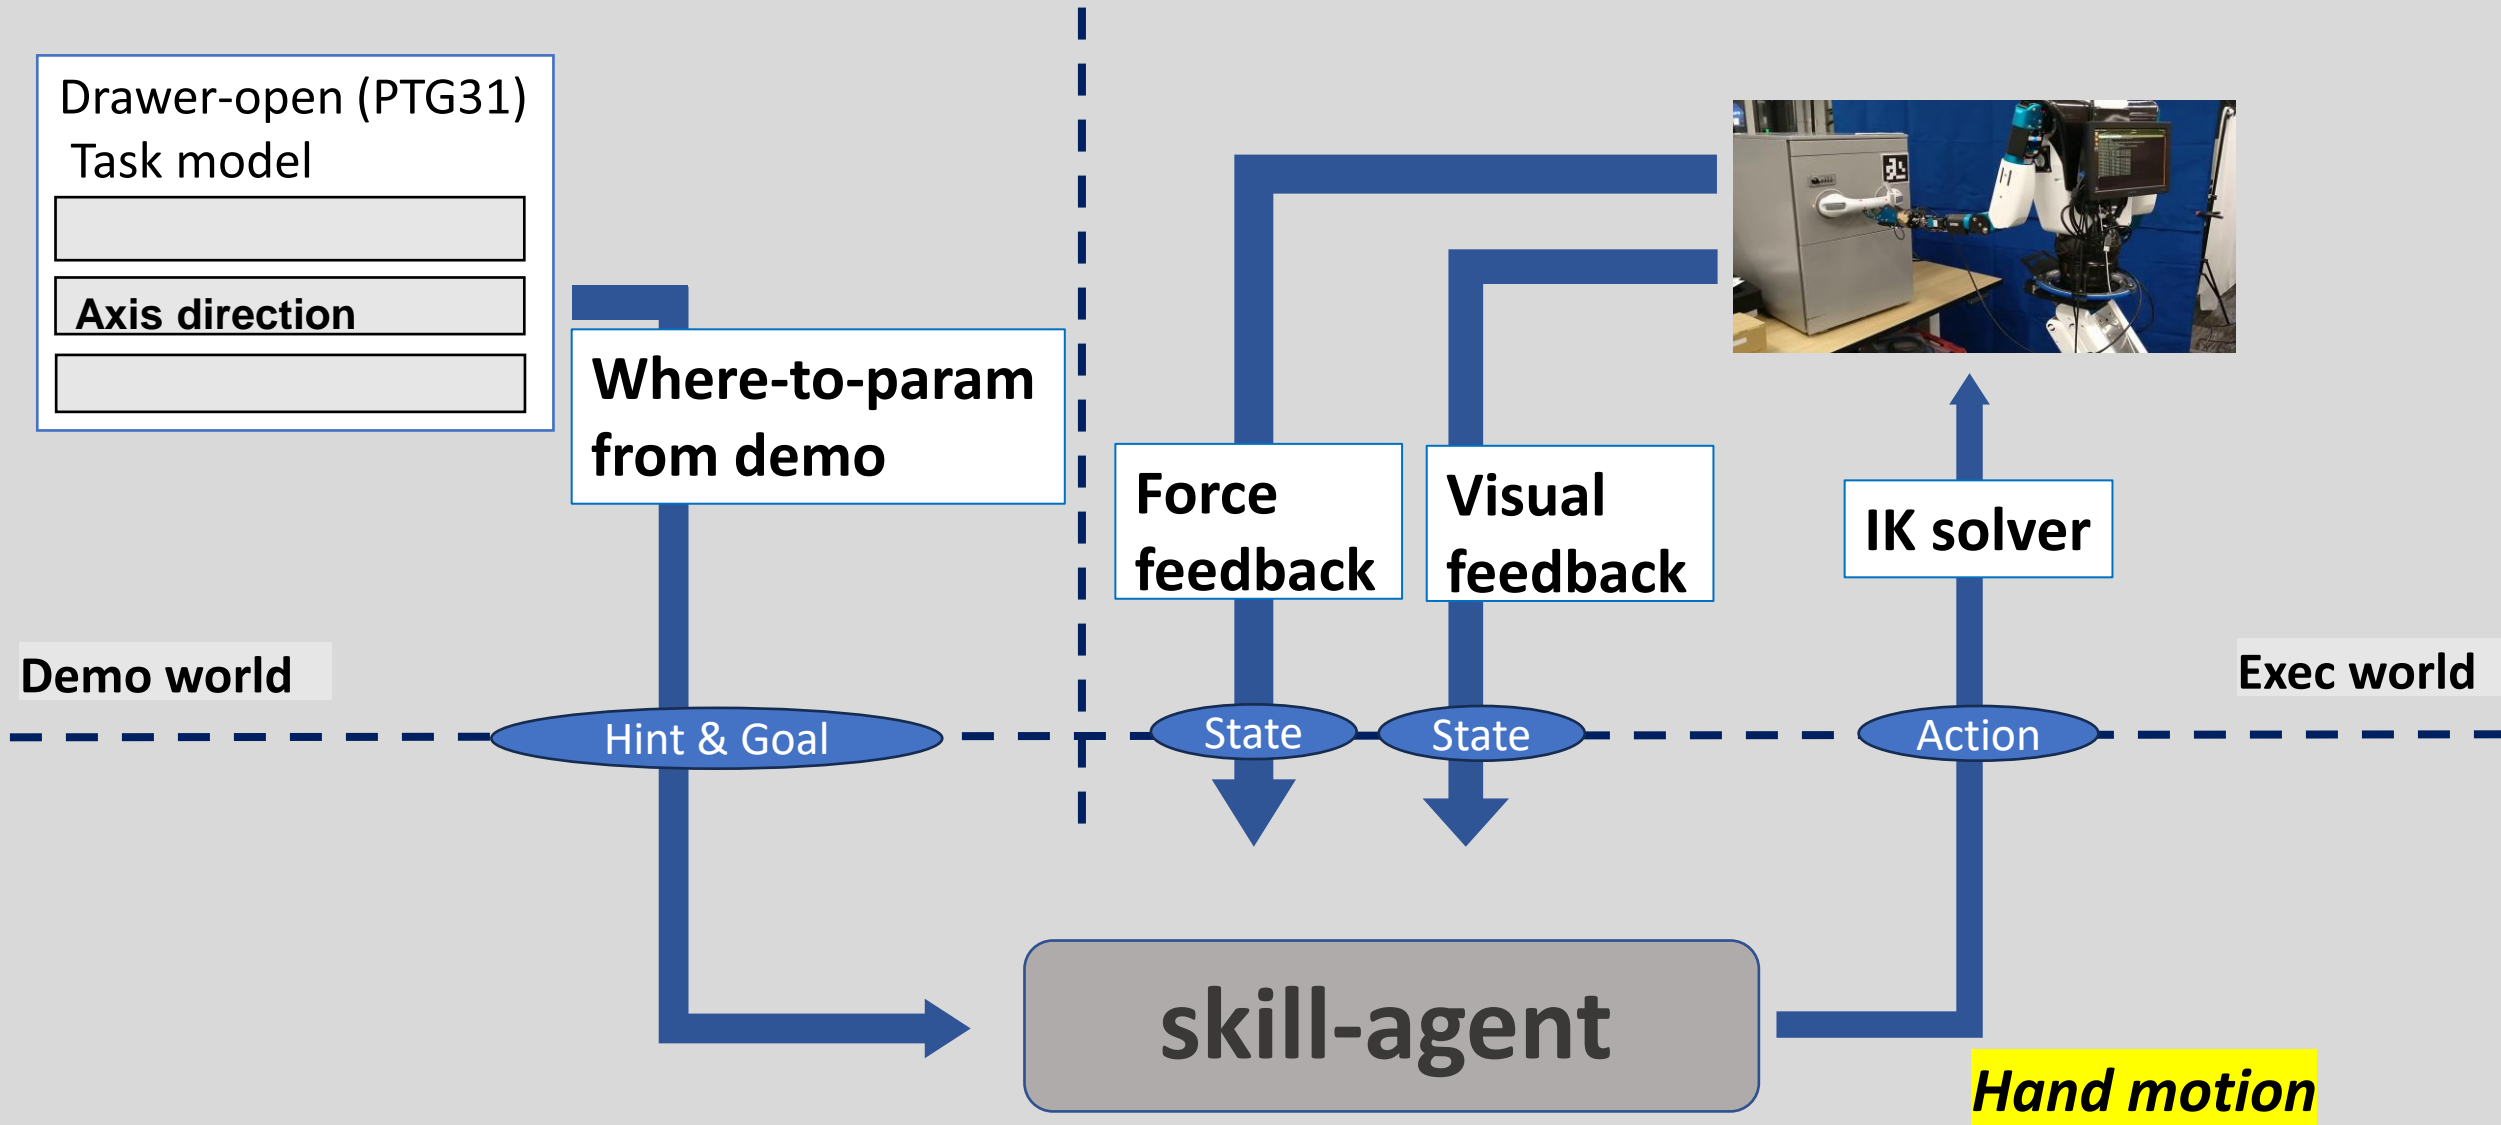 Drawer-open (PTG31)
Task model
Axis direction
Where-to-param
from demo
Force
feedback
Visual
feedback
IK solver
Demo world
Exec world
Hint & Goal
State
State
Action
skill-agent
Hand motion